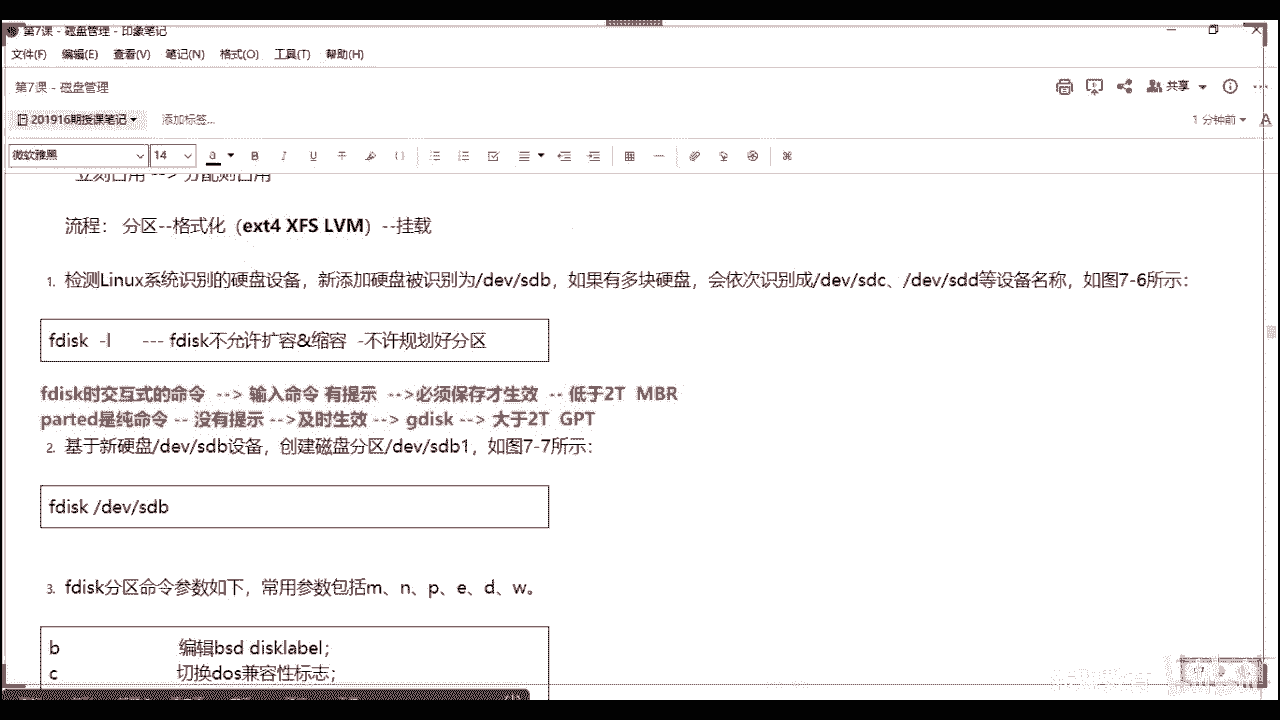 第7课 - 磁盘管理 - 印象笔记
文件(F) 编辑(E) 查看(V) 笔记(N) 格式(O) 工具(T) 帮助(H)
第7课 - 磁盘管理
共享
201916期授课笔记 添加标签...
1 分钟前
微软雅黑 14
流程： 分区--格式化（ext4 XFS LVM）--挂载
1. 检测Linux系统识别的硬盘设备，新添加硬盘被识别为/dev/sdb，如果有多块硬盘，会依次识别成/dev/sdc、/dev/sdd等设备名称，如图7-6所示：
fdisk -l --- fdisk不允许扩容&缩容 -不许规划好分区
fdisk时交互式的命令 --> 输入命令 有提示 -->必须保存才生效 -- 低于2T MBR
parted是纯命令 -- 没有提示 -->及时生效 --> gdisk --> 大于2T GPT
2. 基于新硬盘/dev/sdb设备，创建磁盘分区/dev/sdb1，如图7-7所示：
fdisk /dev/sdb
3. fdisk分区命令参数如下，常用参数包括m、n、p、e、d、w。
b 编辑bsd disklabel；
c 切换dos兼容性标志；